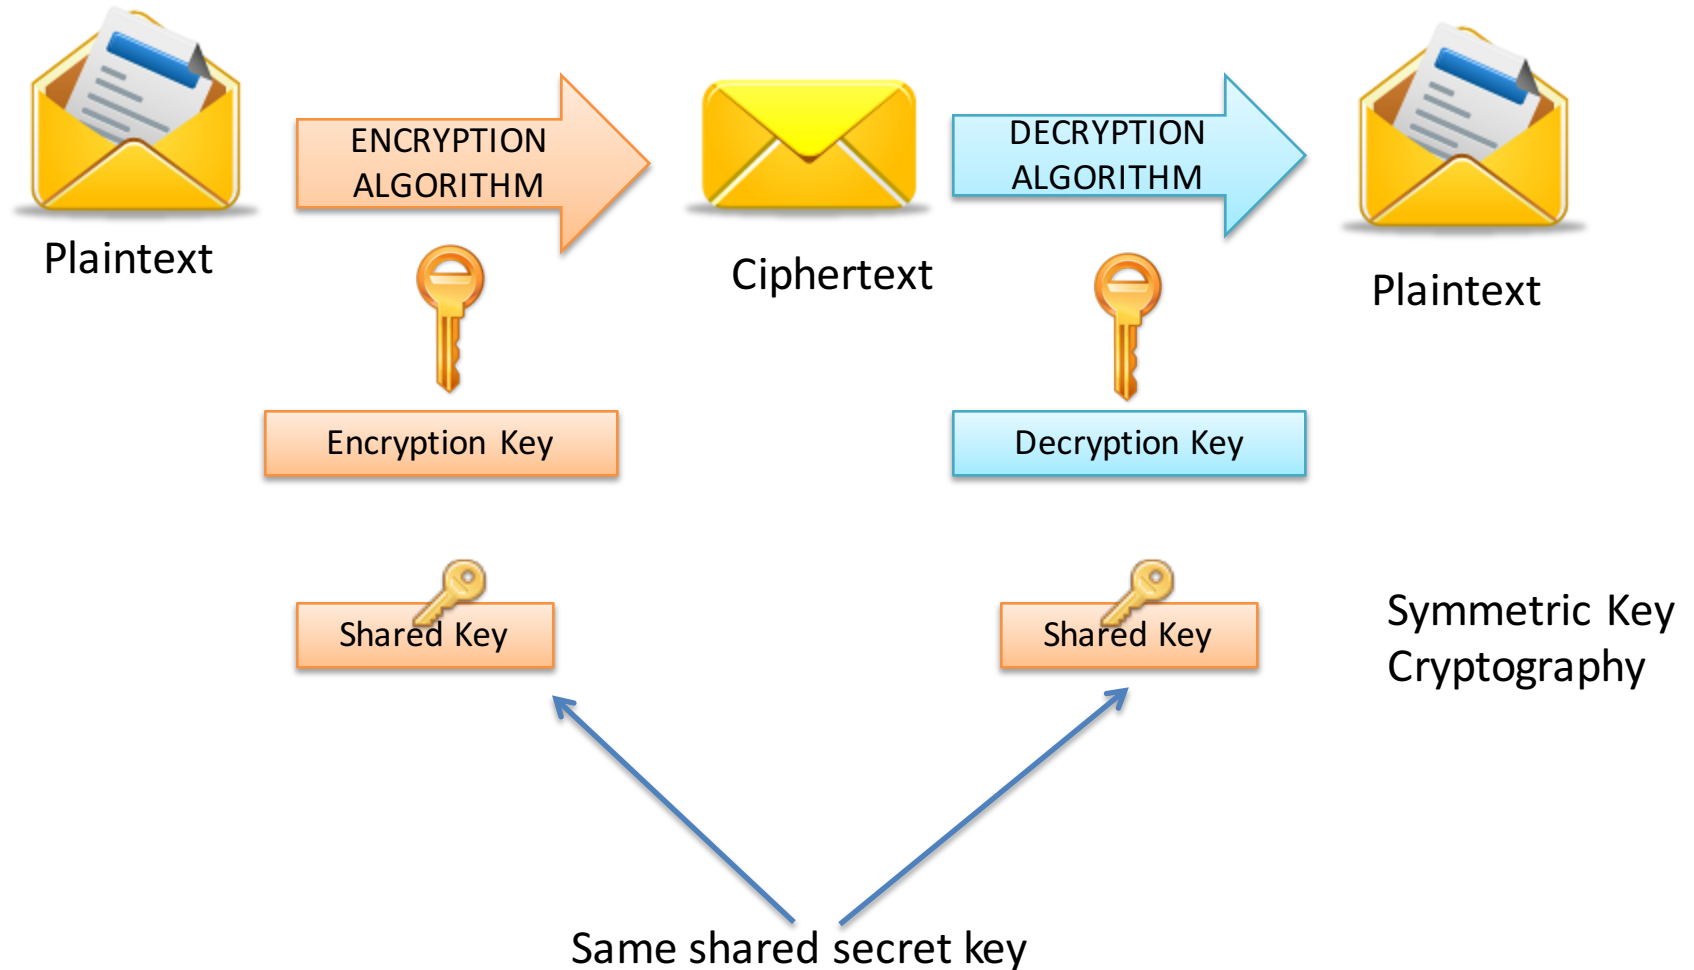 ENCRYPTION
ALGORITHM
DECRYPTION
ALGORITHM
Plaintext
Ciphertext
Plaintext
Encryption Key
Decryption Key
Shared Key
Shared Key
Symmetric Key
Cryptography
Same shared secret key